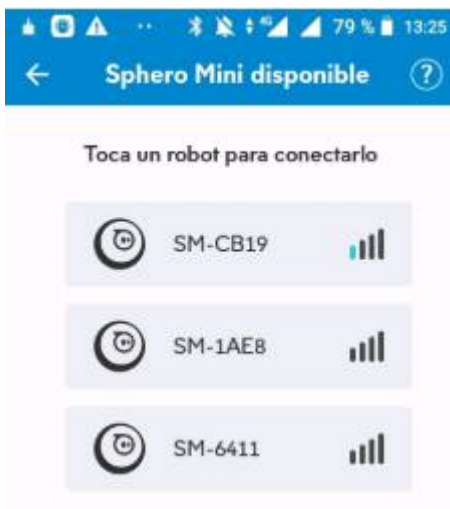 79 % 13:25
Sphero Mini disponible ?
Toca un robot para conectarlo
SM-CB19
SM-1AE8
SM-6411